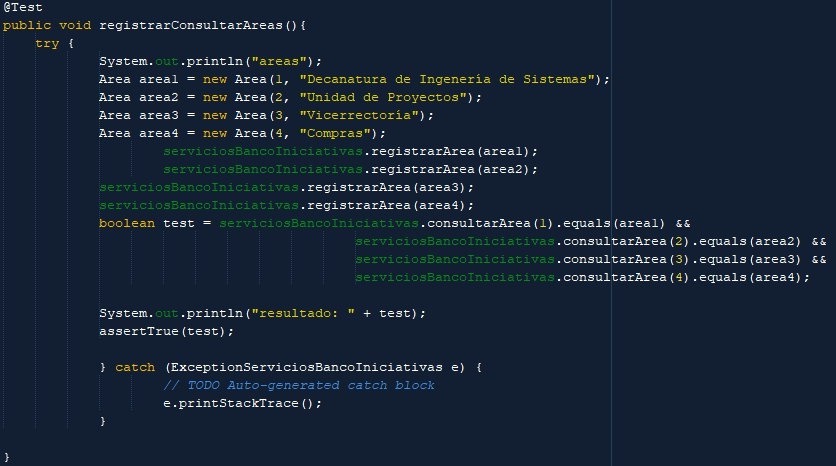 @Test
public void registrarConsultarAreas(){
try {
System.out.println("areas");
Area area1 = new Area(1, "Decanatura de Ingenería de Sistemas");
Area area2 = new Area(2, "Unidad de Proyectos");
Area area3 = new Area(3, "Vicerrectoría");
Area area4 = new Area(4, "Compras");
serviciosBancoIniciativas.registrarArea(area1);
serviciosBancoIniciativas.registrarArea(area2);
serviciosBancoIniciativas.registrarArea(area3);
serviciosBancoIniciativas.registrarArea(area4);
boolean test = serviciosBancoIniciativas.consultarArea(1).equals(area1) &&
serviciosBancoIniciativas.consultarArea(2).equals(area2) &&
serviciosBancoIniciativas.consultarArea(3).equals(area3) &&
serviciosBancoIniciativas.consultarArea(4).equals(area4);
System.out.println("resultado: " + test);
assertTrue(test);
} catch (ExceptionServiciosBancoIniciativas e) {
// TODO Auto-generated catch block
e.printStackTrace();
}
}